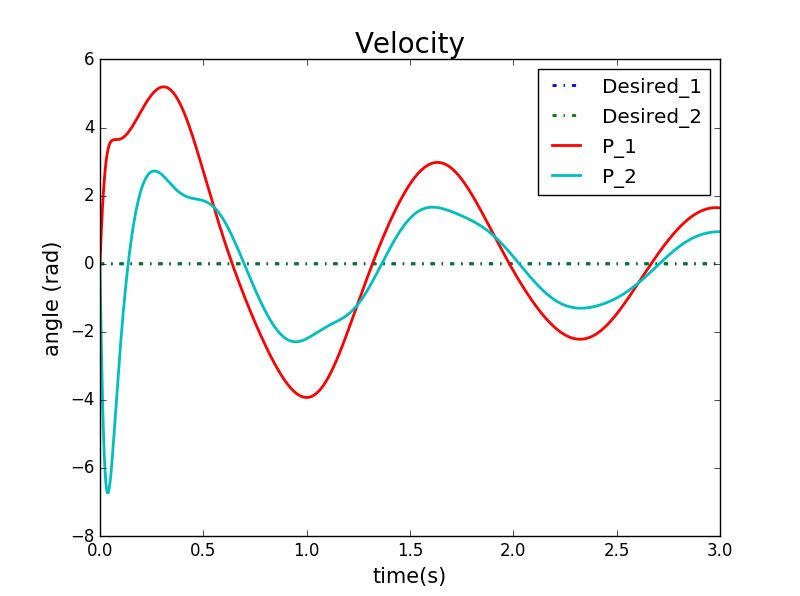 Velocity
6
4
2
0
−2
−4
−6
−8
angle (rad)
Desired_1
Desired_2
P_1
P_2
0.0 0.5 1.0 1.5 2.0 2.5 3.0
time(s)